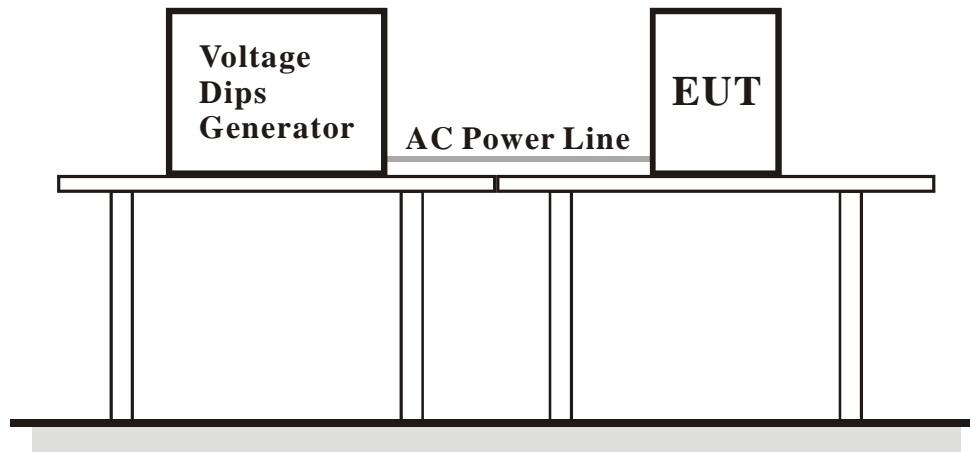 Voltage
Dips
Generator
EUT
AC Power Line